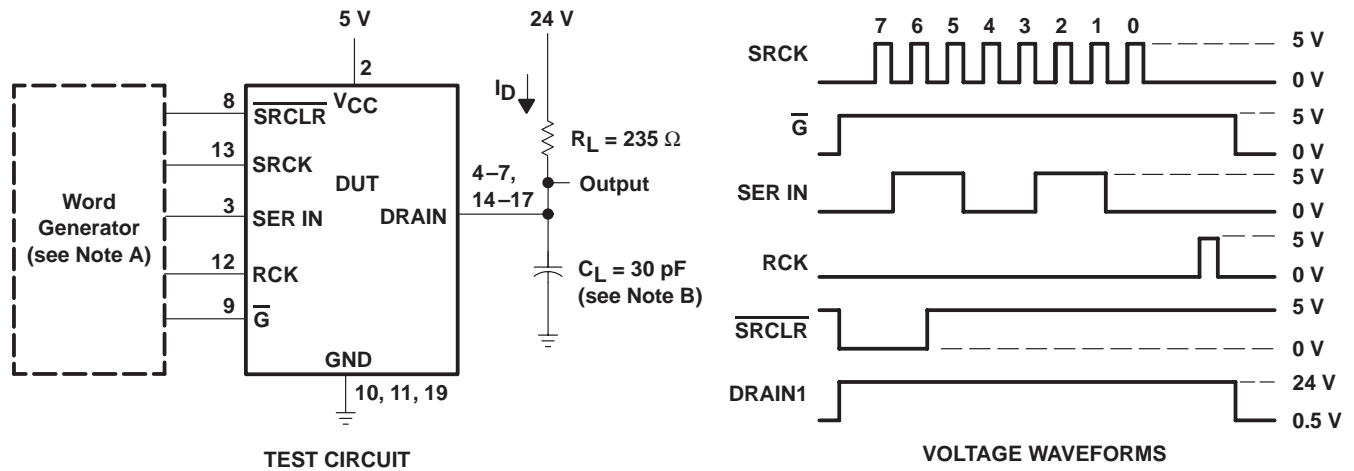 5 V
24 V
2
8
SRCLR
VCC
ID
RL = 235 Ω
13
SRCK
4–7,
14–17
Output
DUT
Word
Generator
(see Note A)
3
SER IN
DRAIN
12
RCK
CL = 30 pF
(see Note B)
9
G
GND
10, 11, 19
TEST CIRCUIT
7 6 5 4 3 2 1 0
SRCK
5 V
0 V
G
5 V
0 V
SER IN
5 V
0 V
RCK
5 V
0 V
SRCLR
5 V
0 V
DRAIN1
24 V
0.5 V
VOLTAGE WAVEFORMS